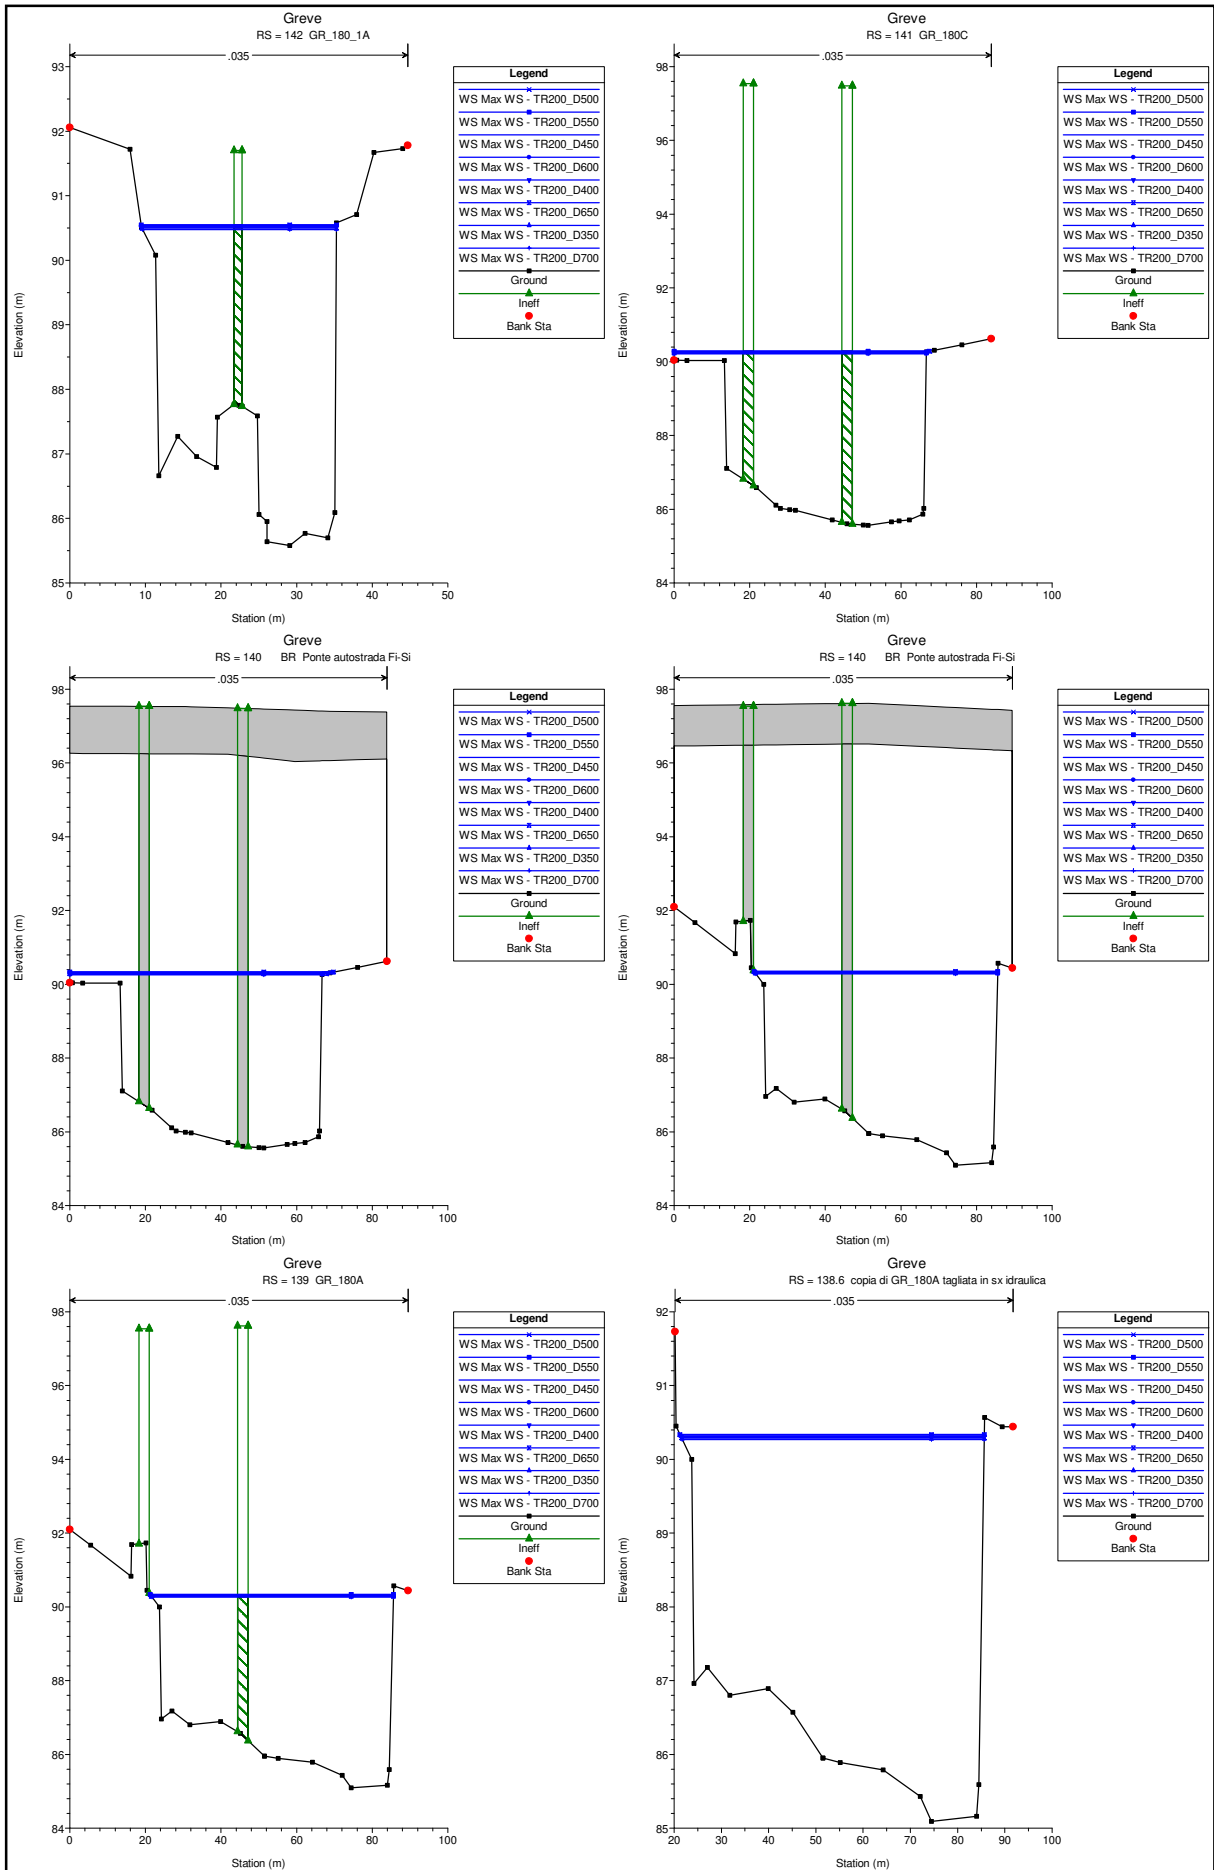 Greve
RS = 142 GR_180_1A
.035
93
92
91
90
89
88
87
86
85
0 10 20 30 40 50
Elevation (m)
Station (m)
Legend
WS Max WS - TR200_D500
WS Max WS - TR200_D550
WS Max WS - TR200_D450
WS Max WS - TR200_D600
WS Max WS - TR200_D400
WS Max WS - TR200_D650
WS Max WS - TR200_D350
WS Max WS - TR200_D700
Ground
Ineff
Bank Sta
Greve
RS = 141 GR_180C
.035
98
96
94
92
90
88
86
84
0 20 40 60 80 100
Elevation (m)
Station (m)
Legend
WS Max WS - TR200_D500
WS Max WS - TR200_D550
WS Max WS - TR200_D450
WS Max WS - TR200_D600
WS Max WS - TR200_D400
WS Max WS - TR200_D650
WS Max WS - TR200_D350
WS Max WS - TR200_D700
Ground
Ineff
Bank Sta
Greve
RS = 140 BR Ponte autostrada Fi-Si
.035
98
96
94
92
90
88
86
84
0 20 40 60 80 100
Elevation (m)
Station (m)
Legend
WS Max WS - TR200_D500
WS Max WS - TR200_D550
WS Max WS - TR200_D450
WS Max WS - TR200_D600
WS Max WS - TR200_D400
WS Max WS - TR200_D650
WS Max WS - TR200_D350
WS Max WS - TR200_D700
Ground
Ineff
Bank Sta
Greve
RS = 140 BR Ponte autostrada Fi-Si
.035
98
96
94
92
90
88
86
84
0 20 40 60 80 100
Elevation (m)
Station (m)
Legend
WS Max WS - TR200_D500
WS Max WS - TR200_D550
WS Max WS - TR200_D450
WS Max WS - TR200_D600
WS Max WS - TR200_D400
WS Max WS - TR200_D650
WS Max WS - TR200_D350
WS Max WS - TR200_D700
Ground
Ineff
Bank Sta
Greve
RS = 139 GR_180A
.035
98
96
94
92
90
88
86
84
0 20 40 60 80 100
Elevation (m)
Station (m)
Legend
WS Max WS - TR200_D500
WS Max WS - TR200_D550
WS Max WS - TR200_D450
WS Max WS - TR200_D600
WS Max WS - TR200_D400
WS Max WS - TR200_D650
WS Max WS - TR200_D350
WS Max WS - TR200_D700
Ground
Ineff
Bank Sta
Greve
RS = 138.6 copia di GR_180A tagliata in sx idraulica
.035
92
91
90
89
88
87
86
85
20 30 40 50 60 70 80 90 100
Elevation (m)
Station (m)
Legend
WS Max WS - TR200_D500
WS Max WS - TR200_D550
WS Max WS - TR200_D450
WS Max WS - TR200_D600
WS Max WS - TR200_D400
WS Max WS - TR200_D650
WS Max WS - TR200_D350
WS Max WS - TR200_D700
Ground
Bank Sta